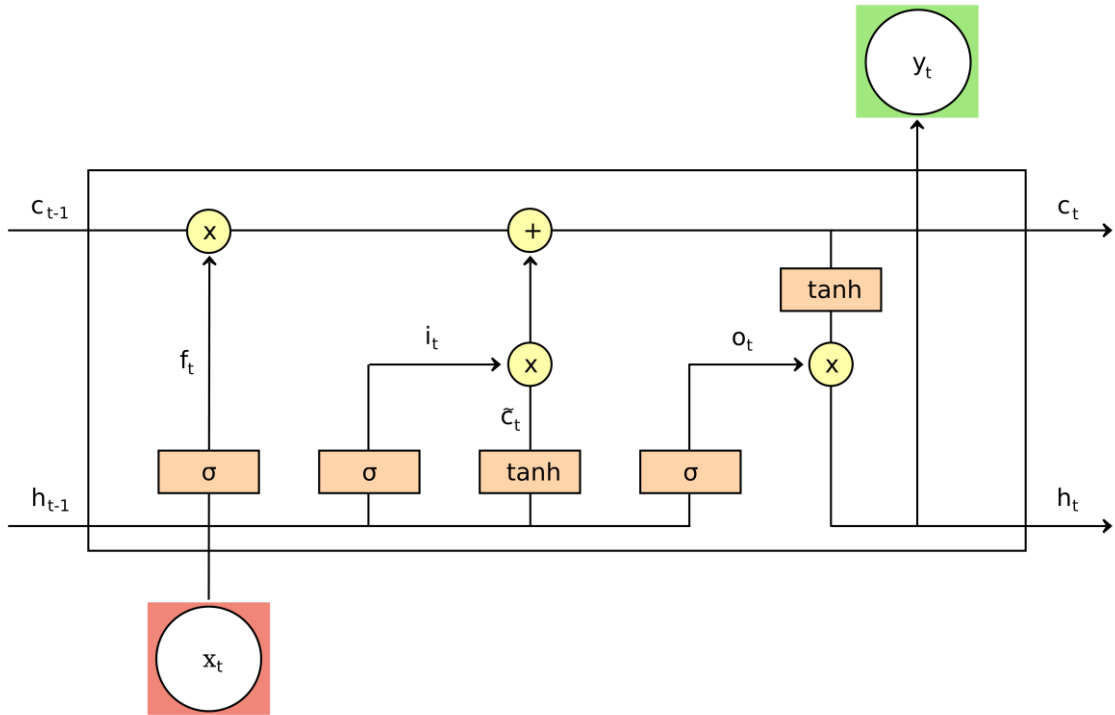 yₜ
cₜ₋₁
cₜ
x
+
tanh
iₜ
oₜ
fₜ
x
x
c̃ₜ
σ
σ
tanh
σ
hₜ₋₁
hₜ
xₜ